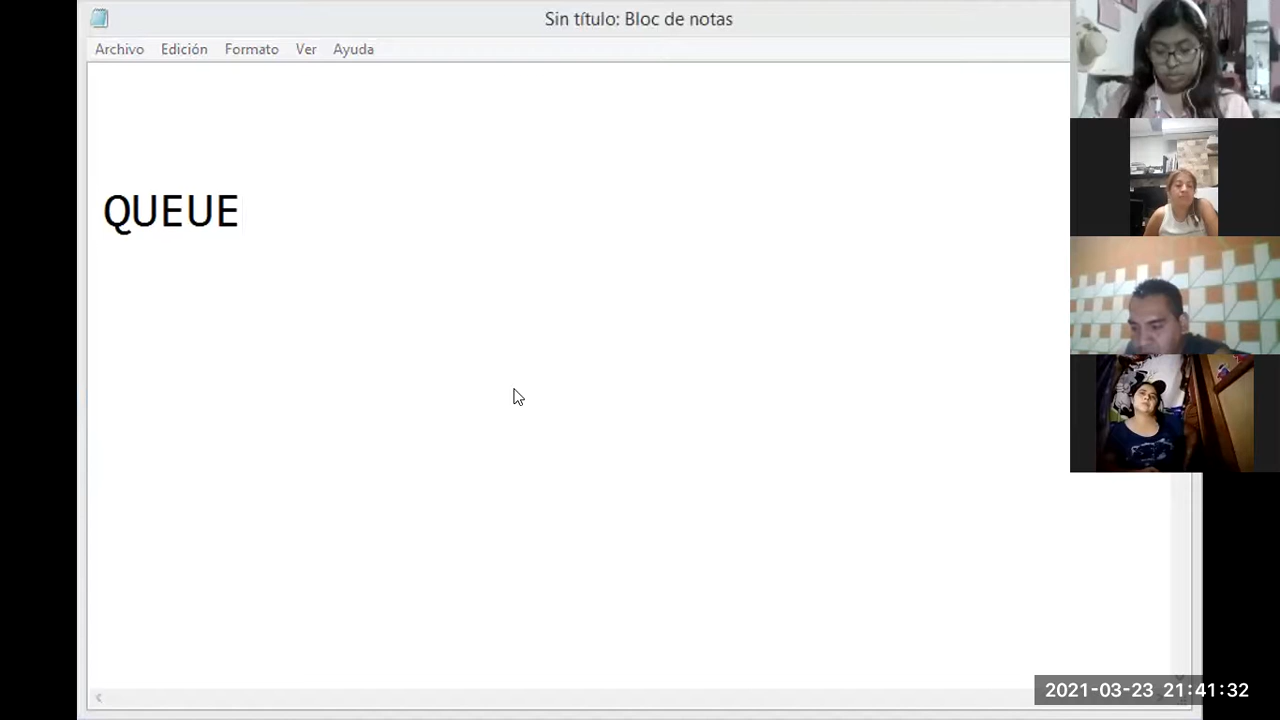 Sin título: Bloc de notas
Archivo Edición Formato Ver Ayuda
QUEUE
2021-03-23 21:41:32